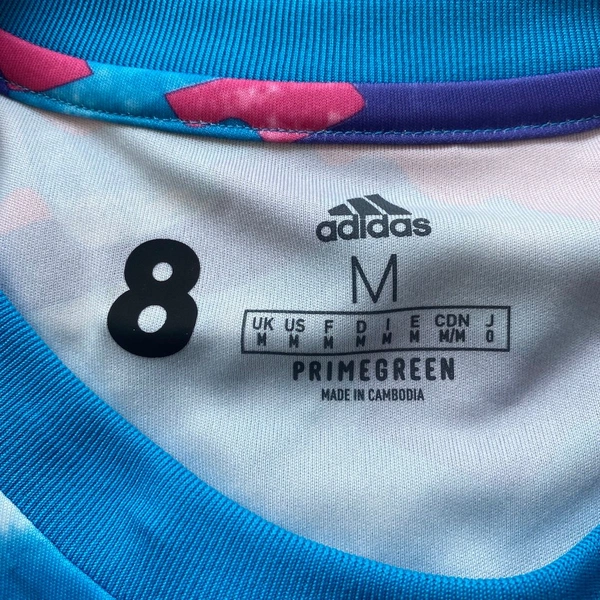 adidas
8
M
UK US F D I E CDN J
M M M M M M M/M O
PRIMEGREEN
MADE IN CAMBODIA